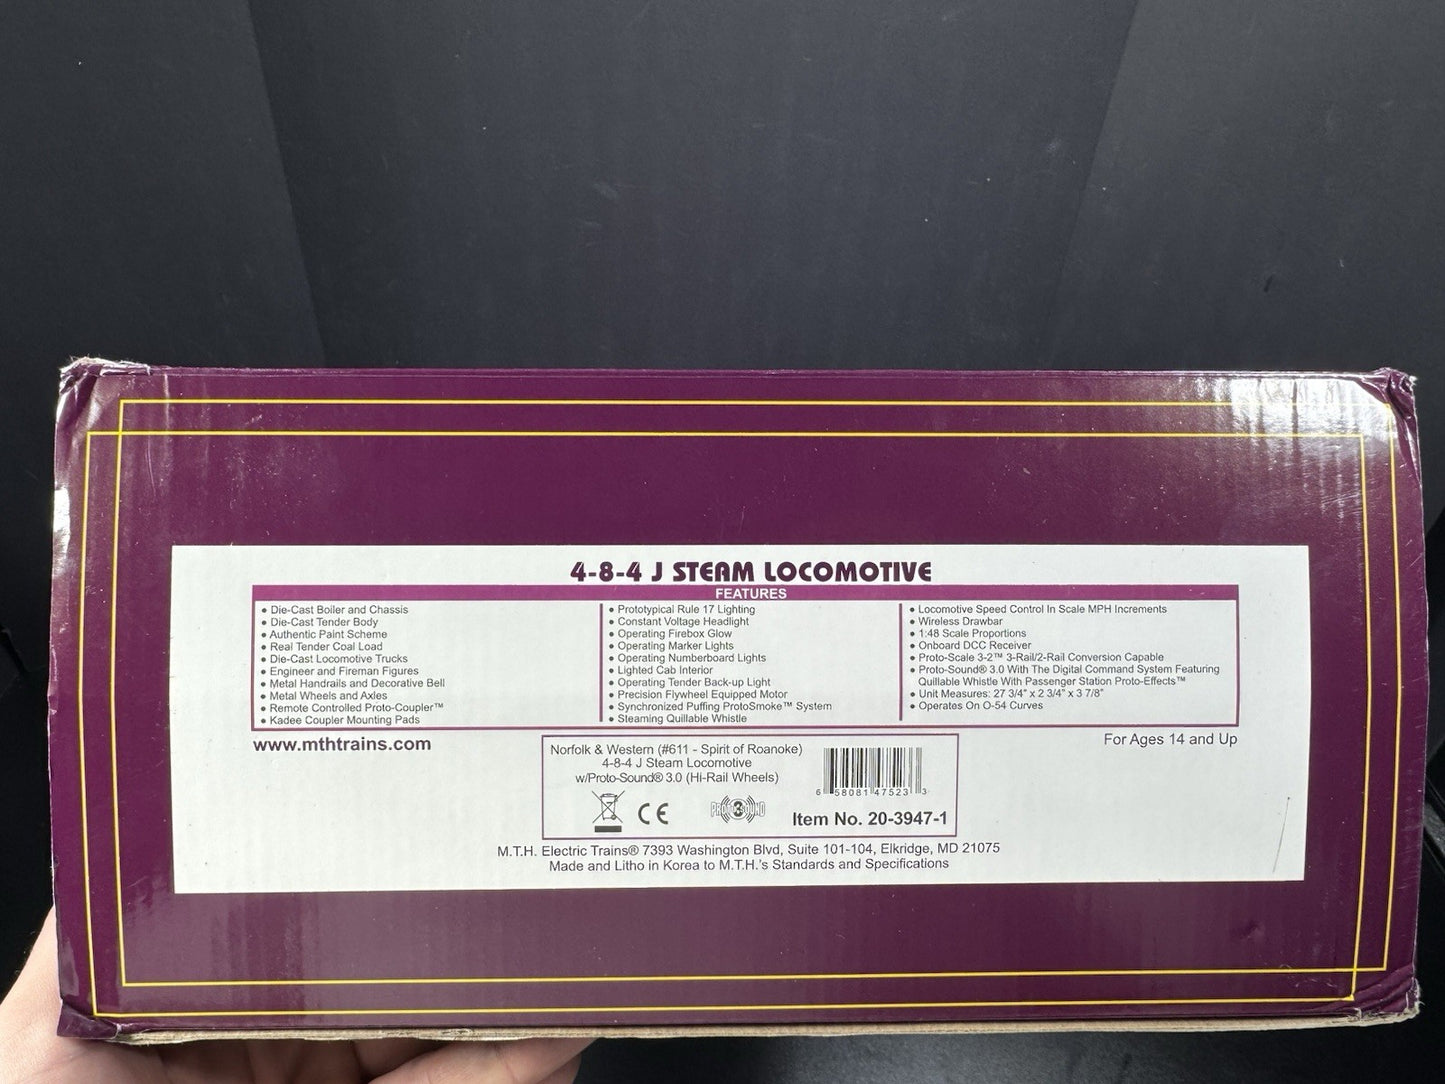 4-8-4 J STEAM LOCOMOTIVE
FEATURES
• Die-Cast Boiler and Chassis
• Die-Cast Tender Body
• Authentic Paint Scheme
• Real Tender Coal Load
• Die-Cast Locomotive Trucks
• Engineer and Fireman Figures
• Metal Handrails and Decorative Bell
• Metal Wheels and Axles
• Remote Controlled Proto-Coupler™
• Kadee Coupler Mounting Pads
• Prototypical Rule 17 Lighting
• Constant Voltage Headlight
• Operating Firebox Glow
• Operating Marker Lights
• Operating Numberboard Lights
• Lighted Cab Interior
• Operating Tender Back-up Light
• Precision Flywheel Equipped Motor
• Synchronized Puffing ProtoSmoke™ System
• Steaming Quillable Whistle
• Locomotive Speed Control In Scale MPH Increments
• Wireless Drawbar
• 1:48 Scale Proportions
• Onboard DCC Receiver
• Proto-Scale 3-2™ 3-Rail/2-Rail Conversion Capable
• Proto-Sound® 3.0 With The Digital Command System Featuring
Quillable Whistle With Passenger Station Proto-Effects™
• Unit Measures: 27 3/4" x 2 3/4" x 3 7/8"
• Operates On O-54 Curves
www.mthtrains.com
For Ages 14 and Up
Norfolk & Western (#611 - Spirit of Roanoke)
4-8-4 J Steam Locomotive
w/Proto-Sound® 3.0 (Hi-Rail Wheels)
6 58081 47523 3
CE
PROTO 3 SOUND
Item No. 20-3947-1
M.T.H. Electric Trains® 7393 Washington Blvd, Suite 101-104, Elkridge, MD 21075
Made and Litho in Korea to M.T.H.'s Standards and Specifications